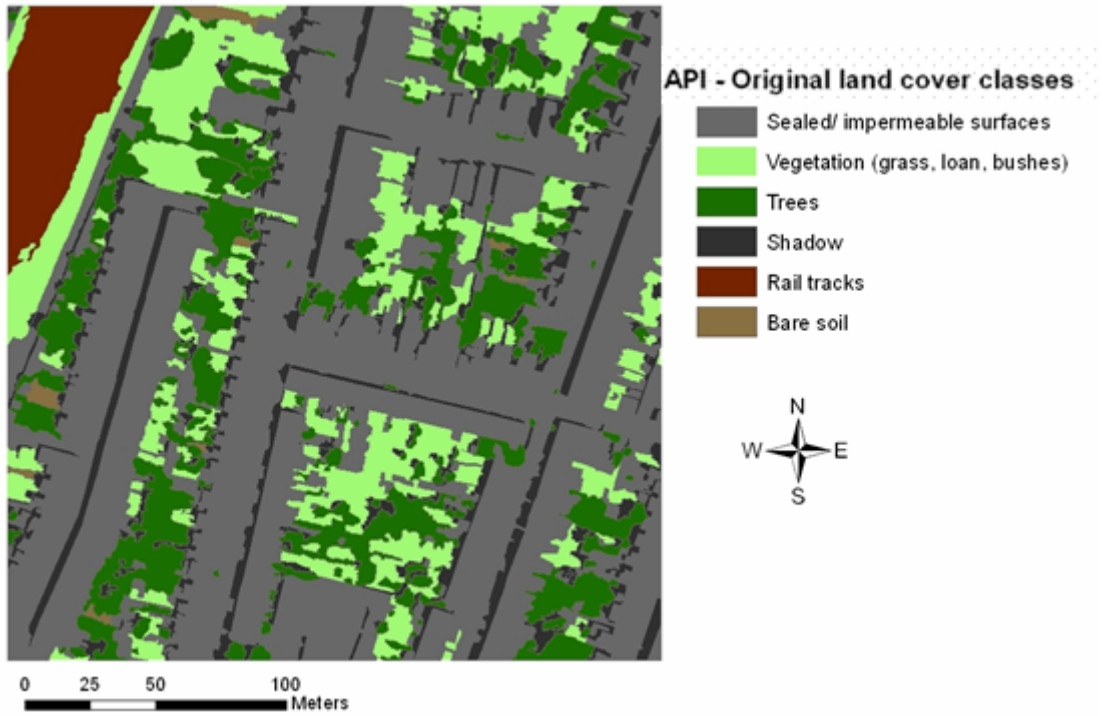 API - Original land cover classes
Sealed/ impermeable surfaces
Vegetation (grass, loan, bushes)
Trees
Shadow
Rail tracks
Bare soil
N
W E
S
0 25 50 100
Meters